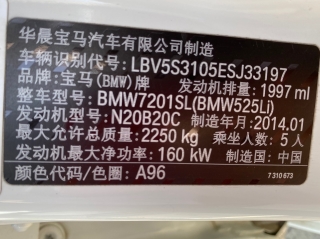 华晨宝马汽车有限公司制造
车辆识别代号: LBV5S3105ESJ33197
品牌: 宝马(BMW)牌 发动机排量: 1997 ml
整车型号: BMW7201SL(BMW525Li)
发动机型号: N20B20C 制造年月: 2014.01
最大允许总质量: 2250 kg 乘坐人数: 5人
发动机最大净功率: 160 kW 制造国: 中国
颜色代码/色圈: A96 7 310 673